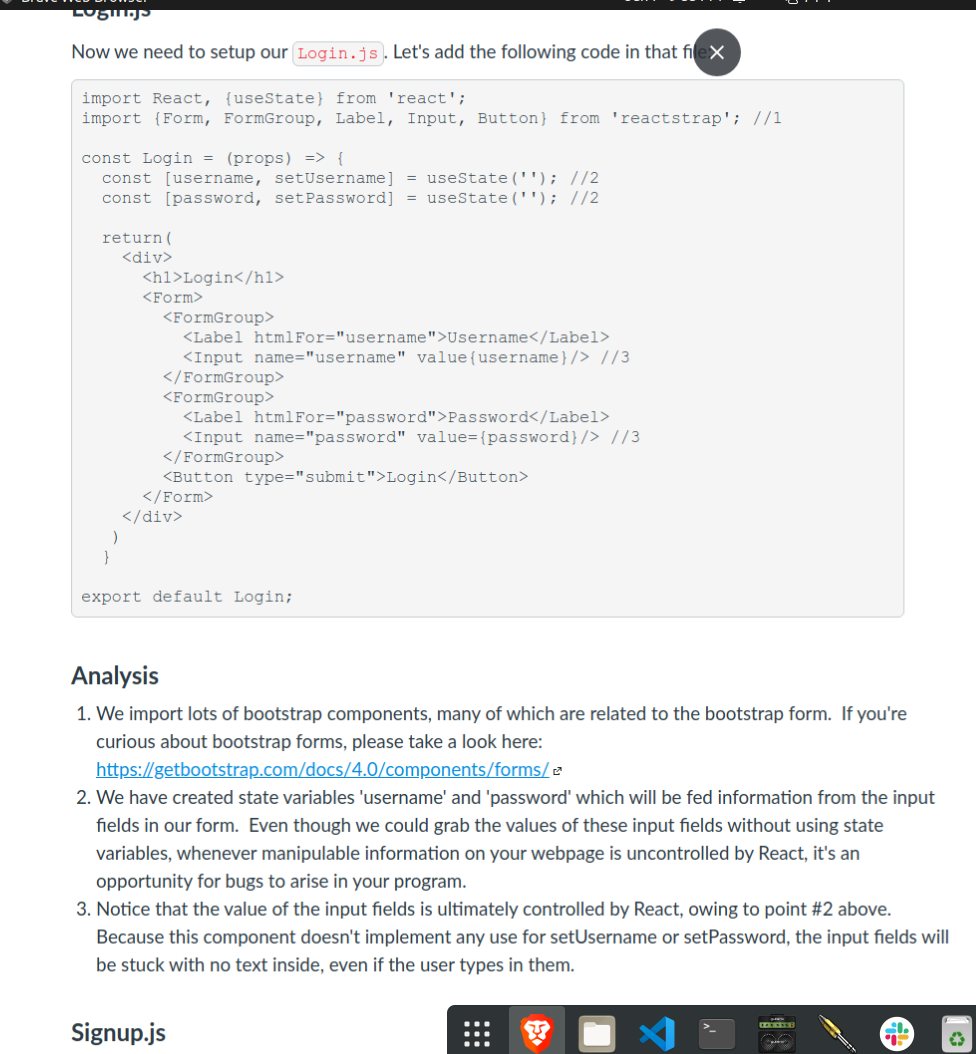 Login.js
Now we need to setup our Login.js. Let's add the following code in that
import React, {useState} from 'react';
import {Form, FormGroup, Label, Input, Button} from 'reactstrap'; //1
const Login = (props) => {
const [username, setUsername] = useState(''); //2
const [password, setPassword] = useState(''); //2
return(
<div>
<h1>Login</h1>
<Form>
<FormGroup>
<Label htmlFor="username">Username</Label>
<Input name="username" value{username}/> //3
</FormGroup>
<FormGroup>
<Label htmlFor="password">Password</Label>
<Input name="password" value={password}/> //3
</FormGroup>
<Button type="submit">Login</Button>
</Form>
</div>
)
}
export default Login;
Analysis
1. We import lots of bootstrap components, many of which are related to the bootstrap form. If you're
curious about bootstrap forms, please take a look here:
https://getbootstrap.com/docs/4.0/components/forms/
2. We have created state variables 'username' and 'password' which will be fed information from the input
fields in our form. Even though we could grab the values of these input fields without using state
variables, whenever manipulable information on your webpage is uncontrolled by React, it's an
opportunity for bugs to arise in your program.
3. Notice that the value of the input fields is ultimately controlled by React, owing to point #2 above.
Because this component doesn't implement any use for setUsername or setPassword, the input fields will
be stuck with no text inside, even if the user types in them.
Signup.js